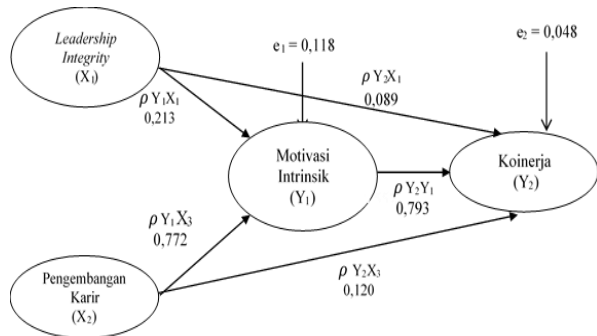 Leadership
Integrity
(X₁)
e₁ = 0,118
e₂ = 0,048
ρ Y₂X₁
0,089
ρ Y₁X₁
0,213
Motivasi
Intrinsik
(Y₁)
Koinerja
(Y₂)
ρ Y₂Y₁
0,793
ρ Y₁X₃
0,772
ρ Y₂X₃
0,120
Pengembangan
Karir
(X₂)